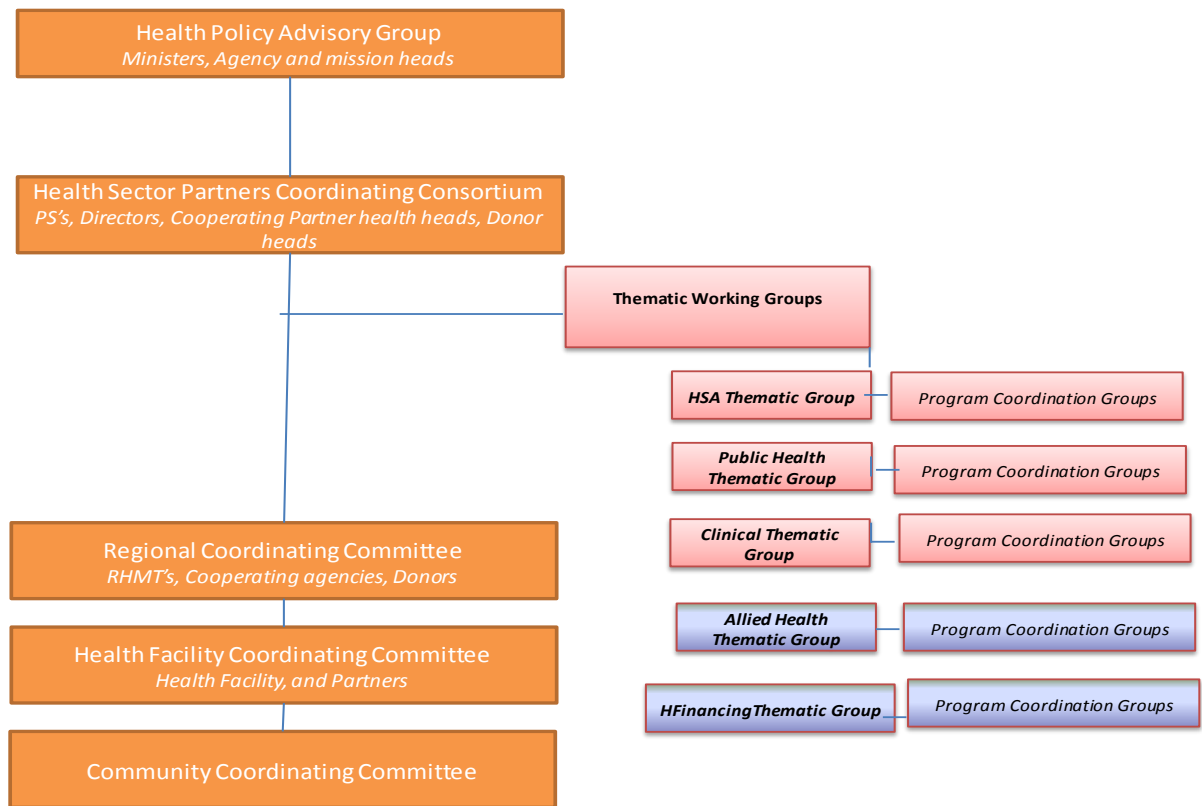 Health Policy Advisory Group
Ministers, Agency and mission heads
Health Sector Partners Coordinating Consortium
PS's, Directors, Cooperating Partner health heads, Donor
heads
Thematic Working Groups
HSA Thematic Group
Program Coordination Groups
Public Health
Thematic Group
Program Coordination Groups
Clinical Thematic
Group
Program Coordination Groups
Regional Coordinating Committee
RHMT's, Cooperating agencies, Donors
Allied Health
Thematic Group
Program Coordination Groups
Health Facility Coordinating Committee
Health Facility, and Partners
HFinancingThematic Group
Program Coordination Groups
Community Coordinating Committee